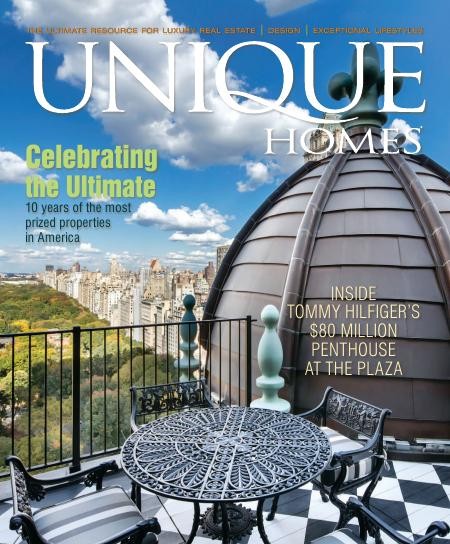 THE ULTIMATE RESOURCE FOR LUXURY REAL ESTATE | DESIGN | EXCEPTIONAL LIFESTYLES
UNIQUE
HOMES
Celebrating
the Ultimate
10 years of the most
prized properties
in America
INSIDE
TOMMY HILFIGER'S
$80 MILLION
PENTHOUSE
AT THE PLAZA